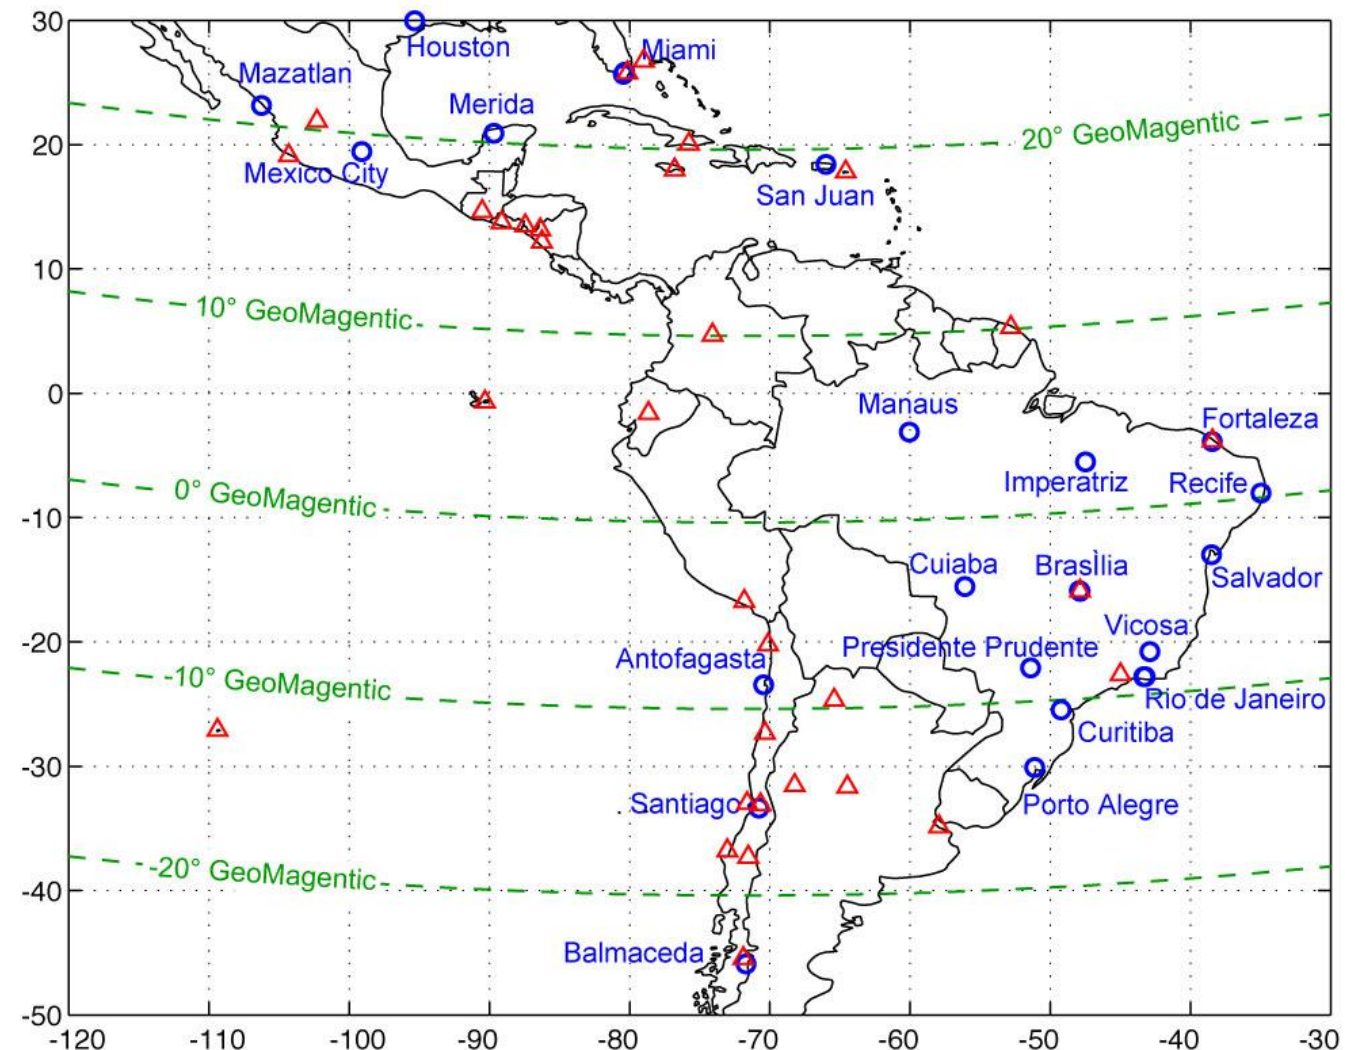 30
Houston
Miami
Mazatlan
Merida
20° GeoMagentic
20
Mexico City
San Juan
10
10° GeoMagentic
0
Manaus
Fortaleza
Imperatriz
Recife
0° GeoMagentic
-10
Cuiaba
BrasÌlia
Salvador
Vicosa
-20
Antofagasta
Presidente Prudente
-10° GeoMagentic
Rio de Janeiro
Curitiba
-30
Santiago
Porto Alegre
-20° GeoMagentic
-40
Balmaceda
-50
-120 -110 -100 -90 -80 -70 -60 -50 -40 -30